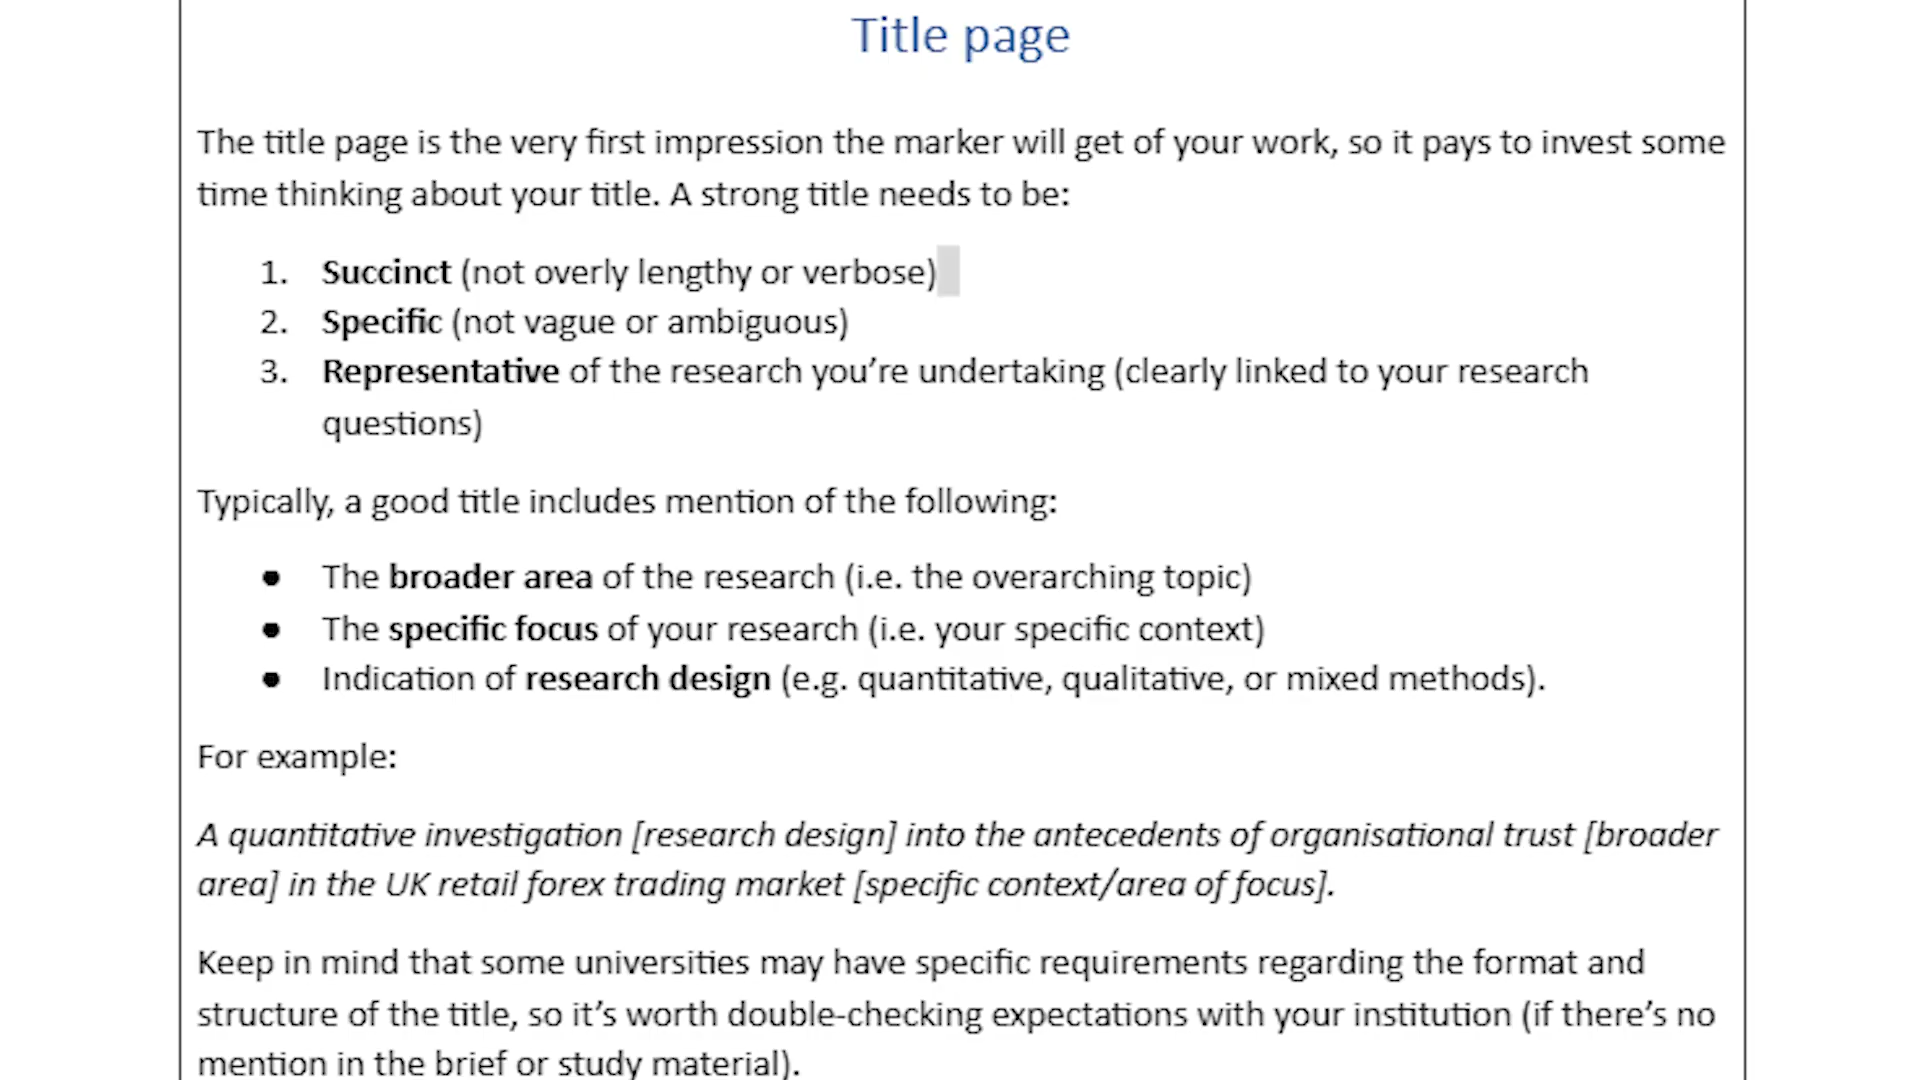 Title page
The title page is the very first impression the marker will get of your work, so it pays to invest some
time thinking about your title. A strong title needs to be:
1. Succinct (not overly lengthy or verbose)
2. Specific (not vague or ambiguous)
3. Representative of the research you’re undertaking (clearly linked to your research
questions)
Typically, a good title includes mention of the following:
● The broader area of the research (i.e. the overarching topic)
● The specific focus of your research (i.e. your specific context)
● Indication of research design (e.g. quantitative, qualitative, or mixed methods).
For example:
A quantitative investigation [research design] into the antecedents of organisational trust [broader
area] in the UK retail forex trading market [specific context/area of focus].
Keep in mind that some universities may have specific requirements regarding the format and
structure of the title, so it’s worth double-checking expectations with your institution (if there’s no
mention in the brief or study material).